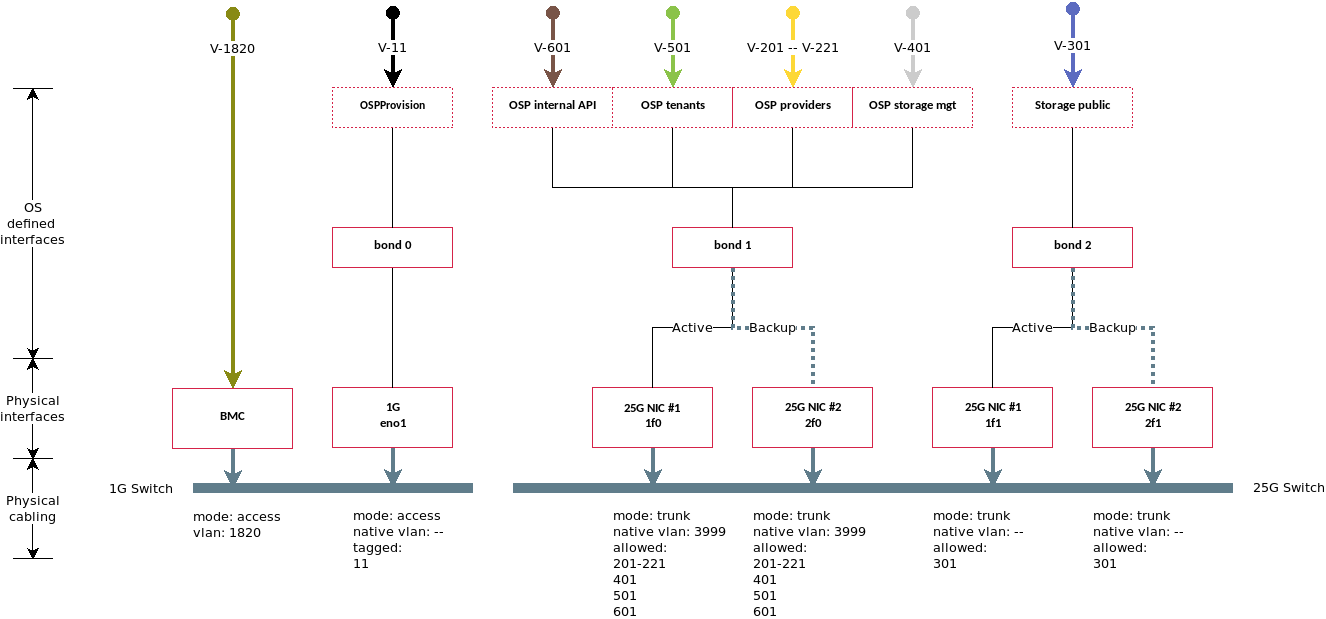 V-1820
V-11
V-601
V-501
V-201 -- V-221
V-401
V-301
OSPProvision
OSP internal API
OSP tenants
OSP providers
OSP storage mgt
Storage public
OS
defined
interfaces
bond 0
bond 1
bond 2
Active
Backup
Active
Backup
Physical
interfaces
BMC
1G
eno1
25G NIC #1
1f0
25G NIC #2
2f0
25G NIC #1
1f1
25G NIC #2
2f1
Physical
cabling
1G Switch
25G Switch
mode: access
vlan: 1820
mode: access
native vlan: --
tagged:
11
mode: trunk
native vlan: 3999
allowed:
201-221
401
501
601
mode: trunk
native vlan: 3999
allowed:
201-221
401
501
601
mode: trunk
native vlan: --
allowed:
301
mode: trunk
native vlan: --
allowed:
301